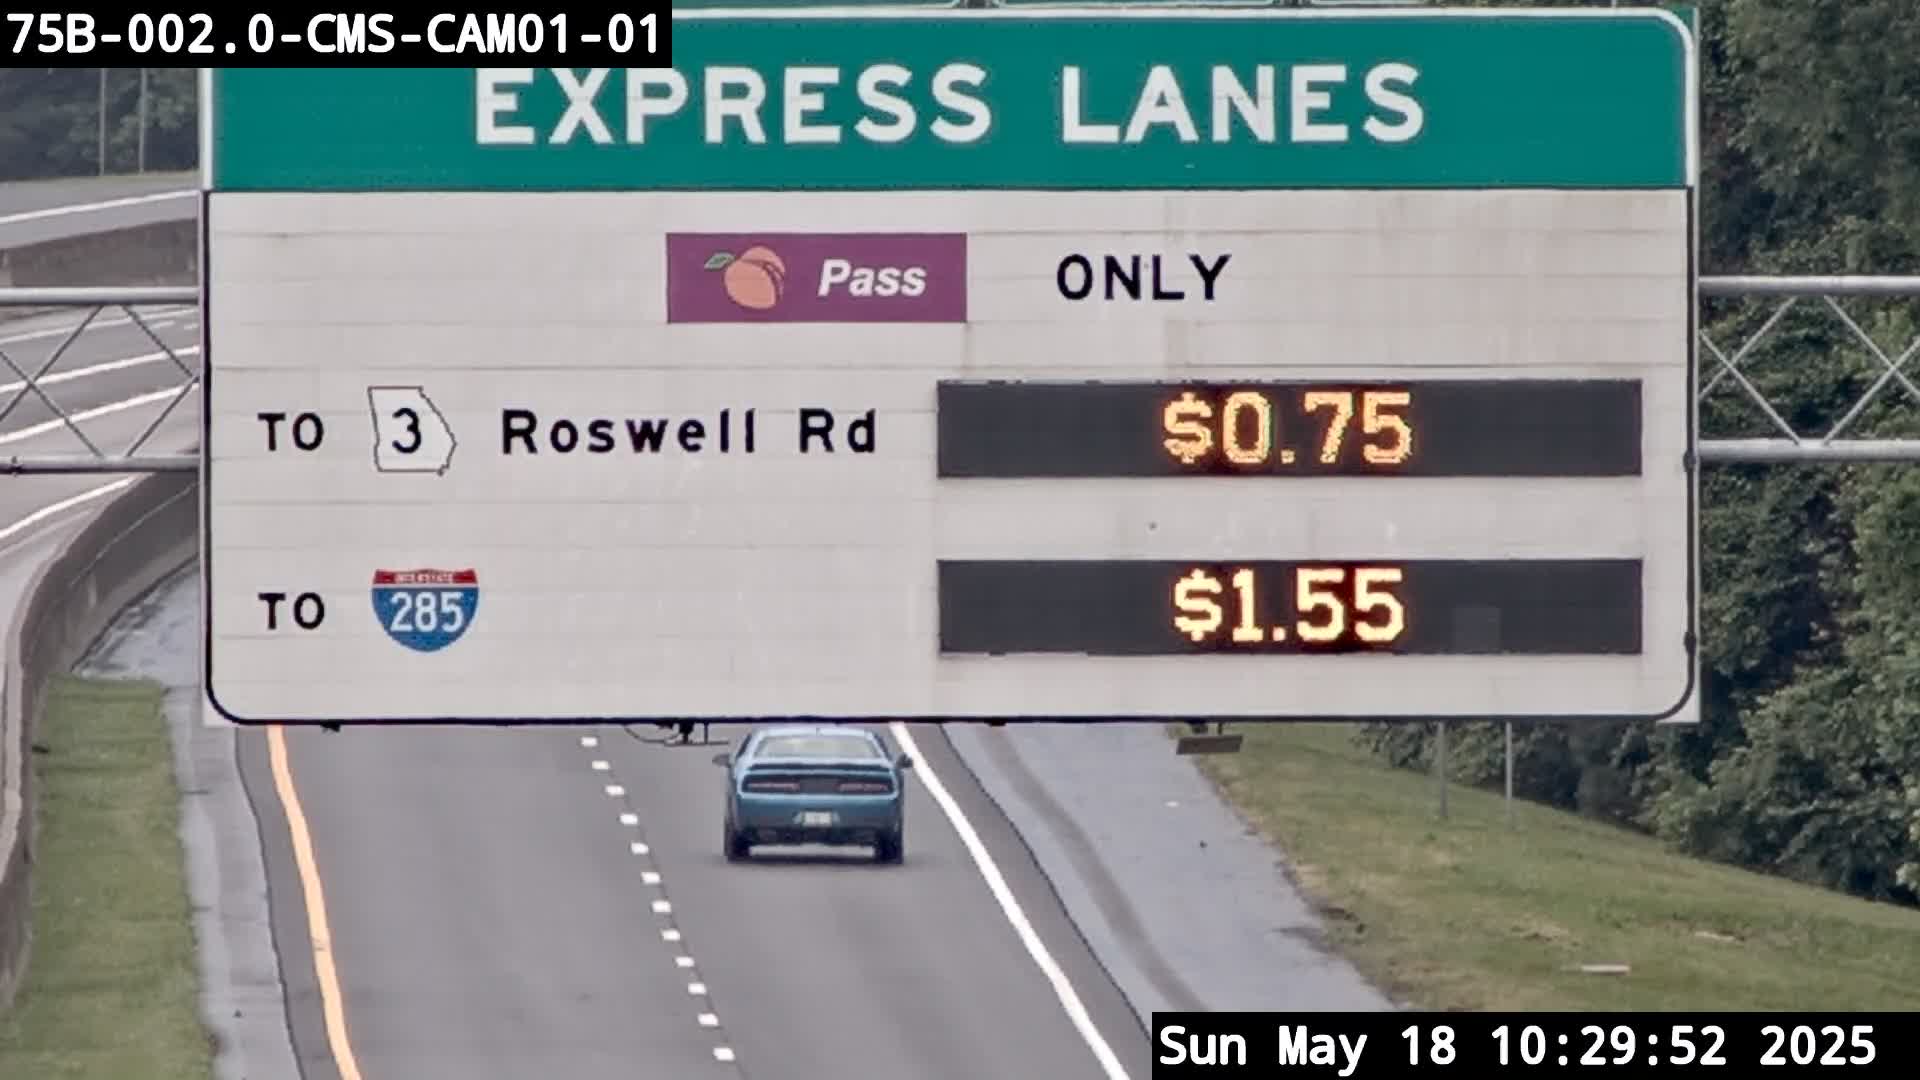 75B-002.0-CMS-CAM01-01
EXPRESS LANES
Pass ONLY
TO 3 Roswell Rd $0.75
INTERSTATE
TO 285 $1.55
Sun May 18 10:29:52 2025